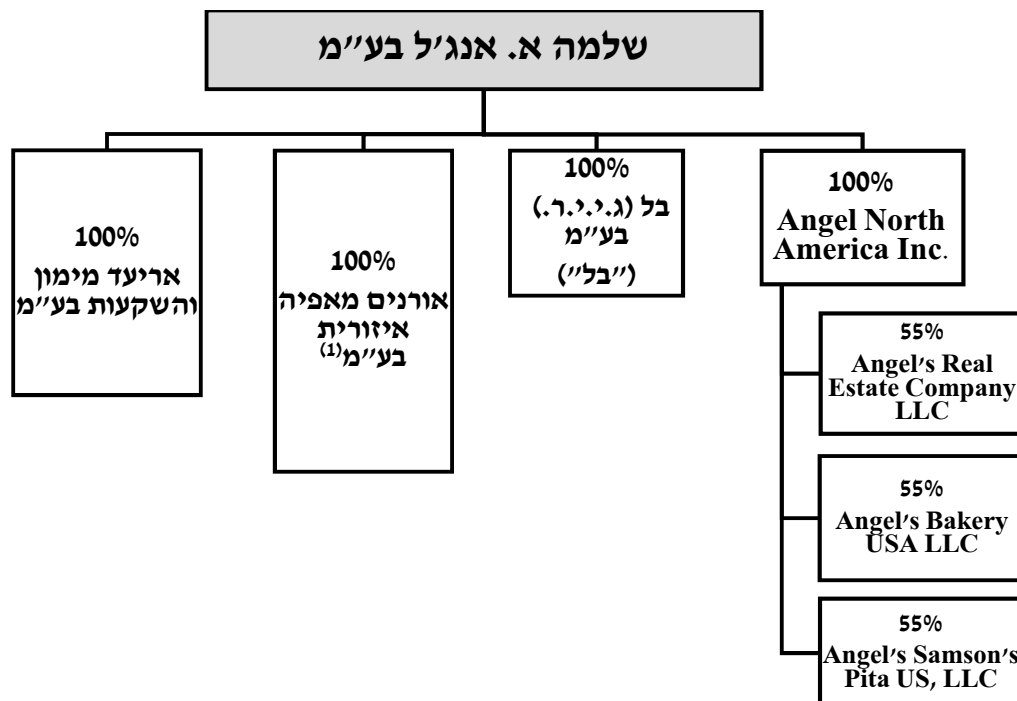 שלמה א. אנג'ל בע"מ
100%
אריעד מימון
והשקעות בע"מ
100%
אורנים מאפיה
איזורית
בע"מ(1)
100%
בל (ג.י.י.ר.)
בע"מ
("בל")
100%
Angel North
America Inc.
55%
Angel's Real
Estate Company
LLC
55%
Angel's Bakery
USA LLC
55%
Angel's Samson's
Pita US, LLC